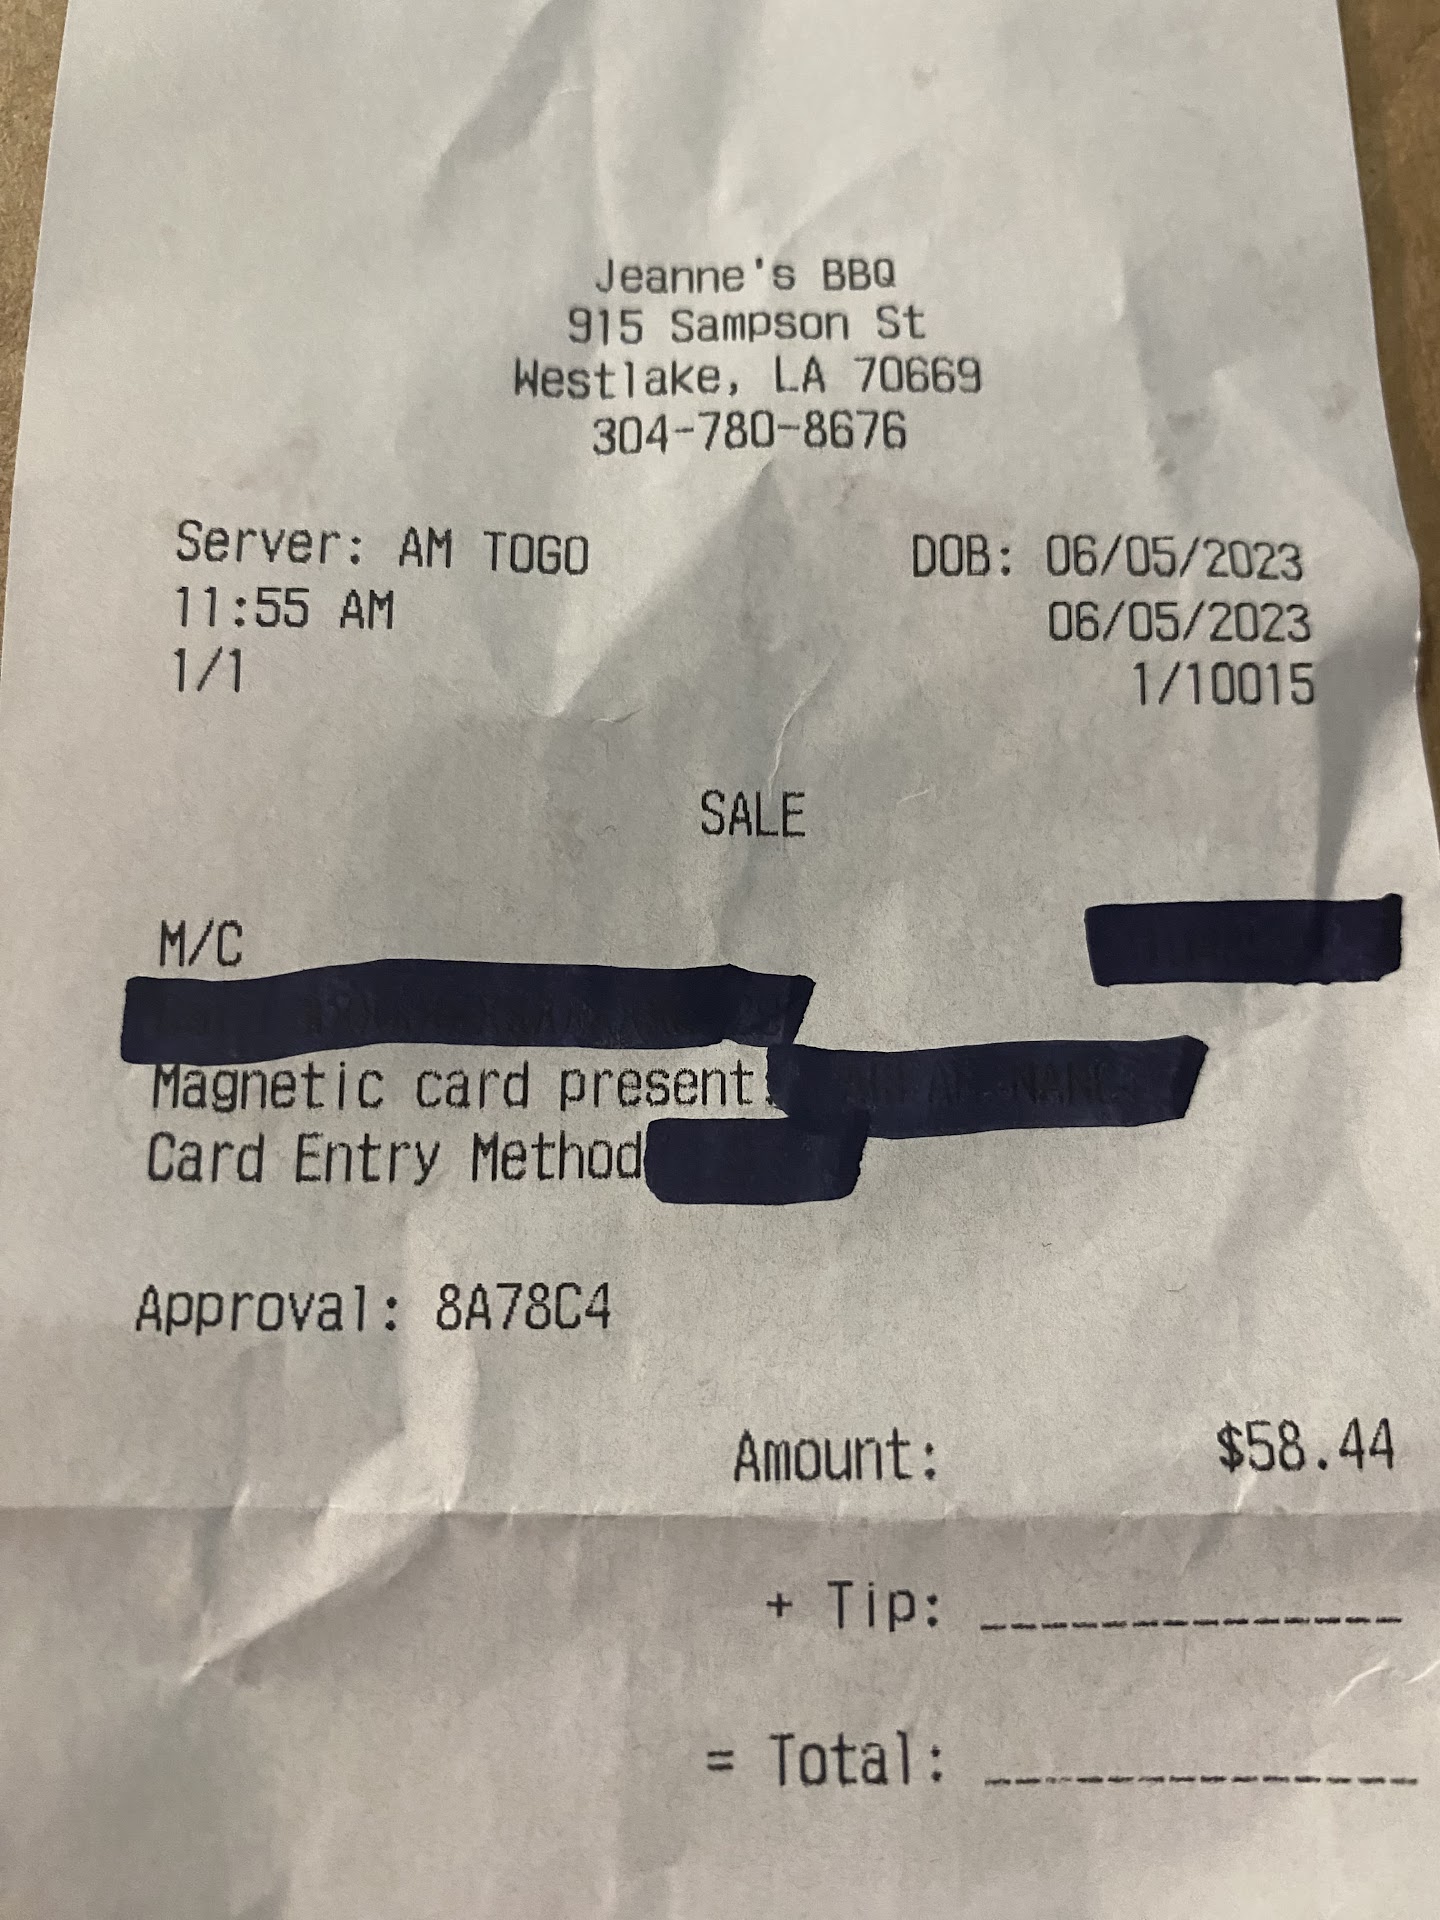 Jeanne's BBQ
915 Sampson St
Westlake, LA 70669
304-780-8676
Server: AM TOGO DOB: 06/05/2023
11:55 AM 06/05/2023
1/1 1/10015
SALE
M/C
Magnetic card present:
Card Entry Method
Approval: 8A78C4
Amount: $58.44
+ Tip:
= Total: